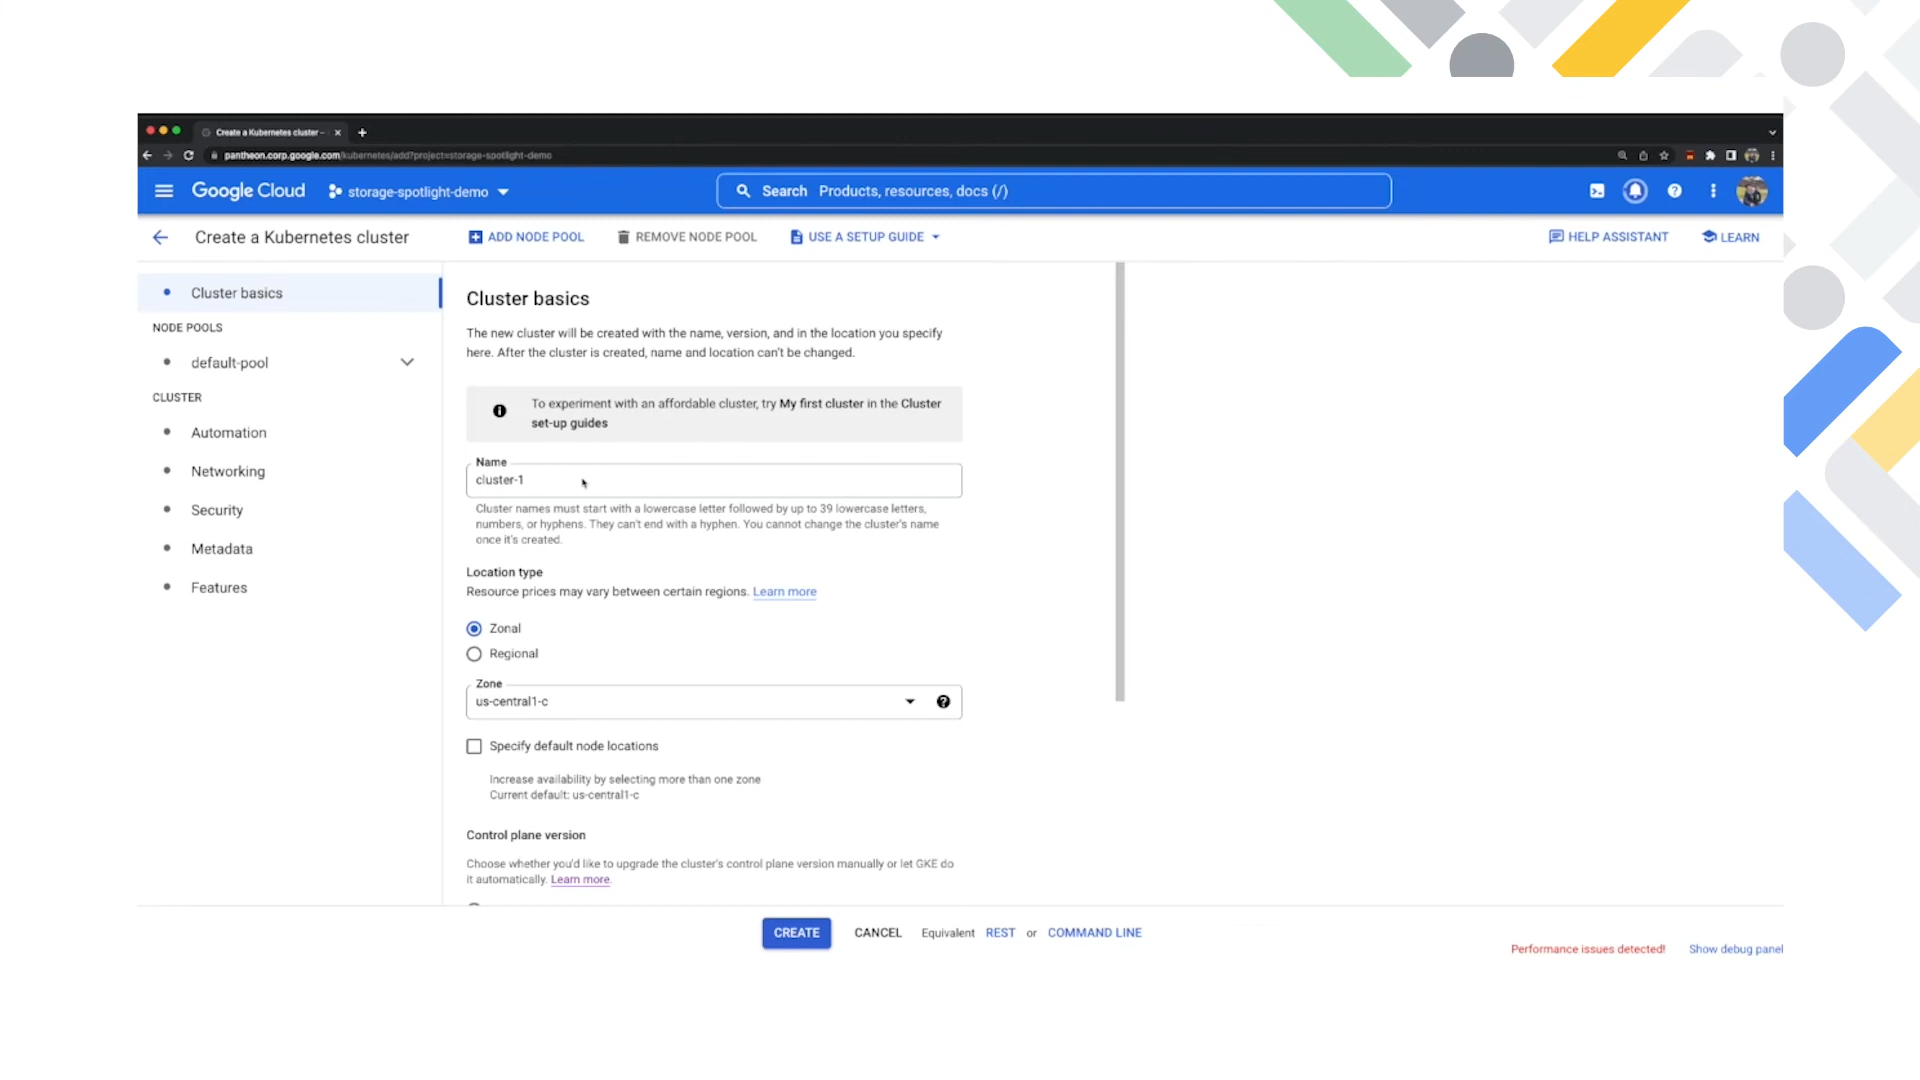 Create a Kubernetes cluster –
pantheon.corp.google.com/kubernetes/add?project=storage-spotlight-demo
Google Cloud
storage-spotlight-demo
Search Products, resources, docs (/)
Create a Kubernetes cluster
ADD NODE POOL
REMOVE NODE POOL
USE A SETUP GUIDE
HELP ASSISTANT
LEARN
Cluster basics
NODE POOLS
default-pool
CLUSTER
Automation
Networking
Security
Metadata
Features
Cluster basics
The new cluster will be created with the name, version, and in the location you specify
here. After the cluster is created, name and location can't be changed.
To experiment with an affordable cluster, try My first cluster in the Cluster
set-up guides
Name
cluster-1
Cluster names must start with a lowercase letter followed by up to 39 lowercase letters,
numbers, or hyphens. They can't end with a hyphen. You cannot change the cluster's name
once it's created.
Location type
Resource prices may vary between certain regions. Learn more
Zonal
Regional
Zone
us-central1-c
Specify default node locations
Increase availability by selecting more than one zone
Current default: us-central1-c
Control plane version
Choose whether you'd like to upgrade the cluster's control plane version manually or let GKE do
it automatically. Learn more.
CREATE
CANCEL
Equivalent REST or COMMAND LINE
Performance issues detected!
Show debug panel